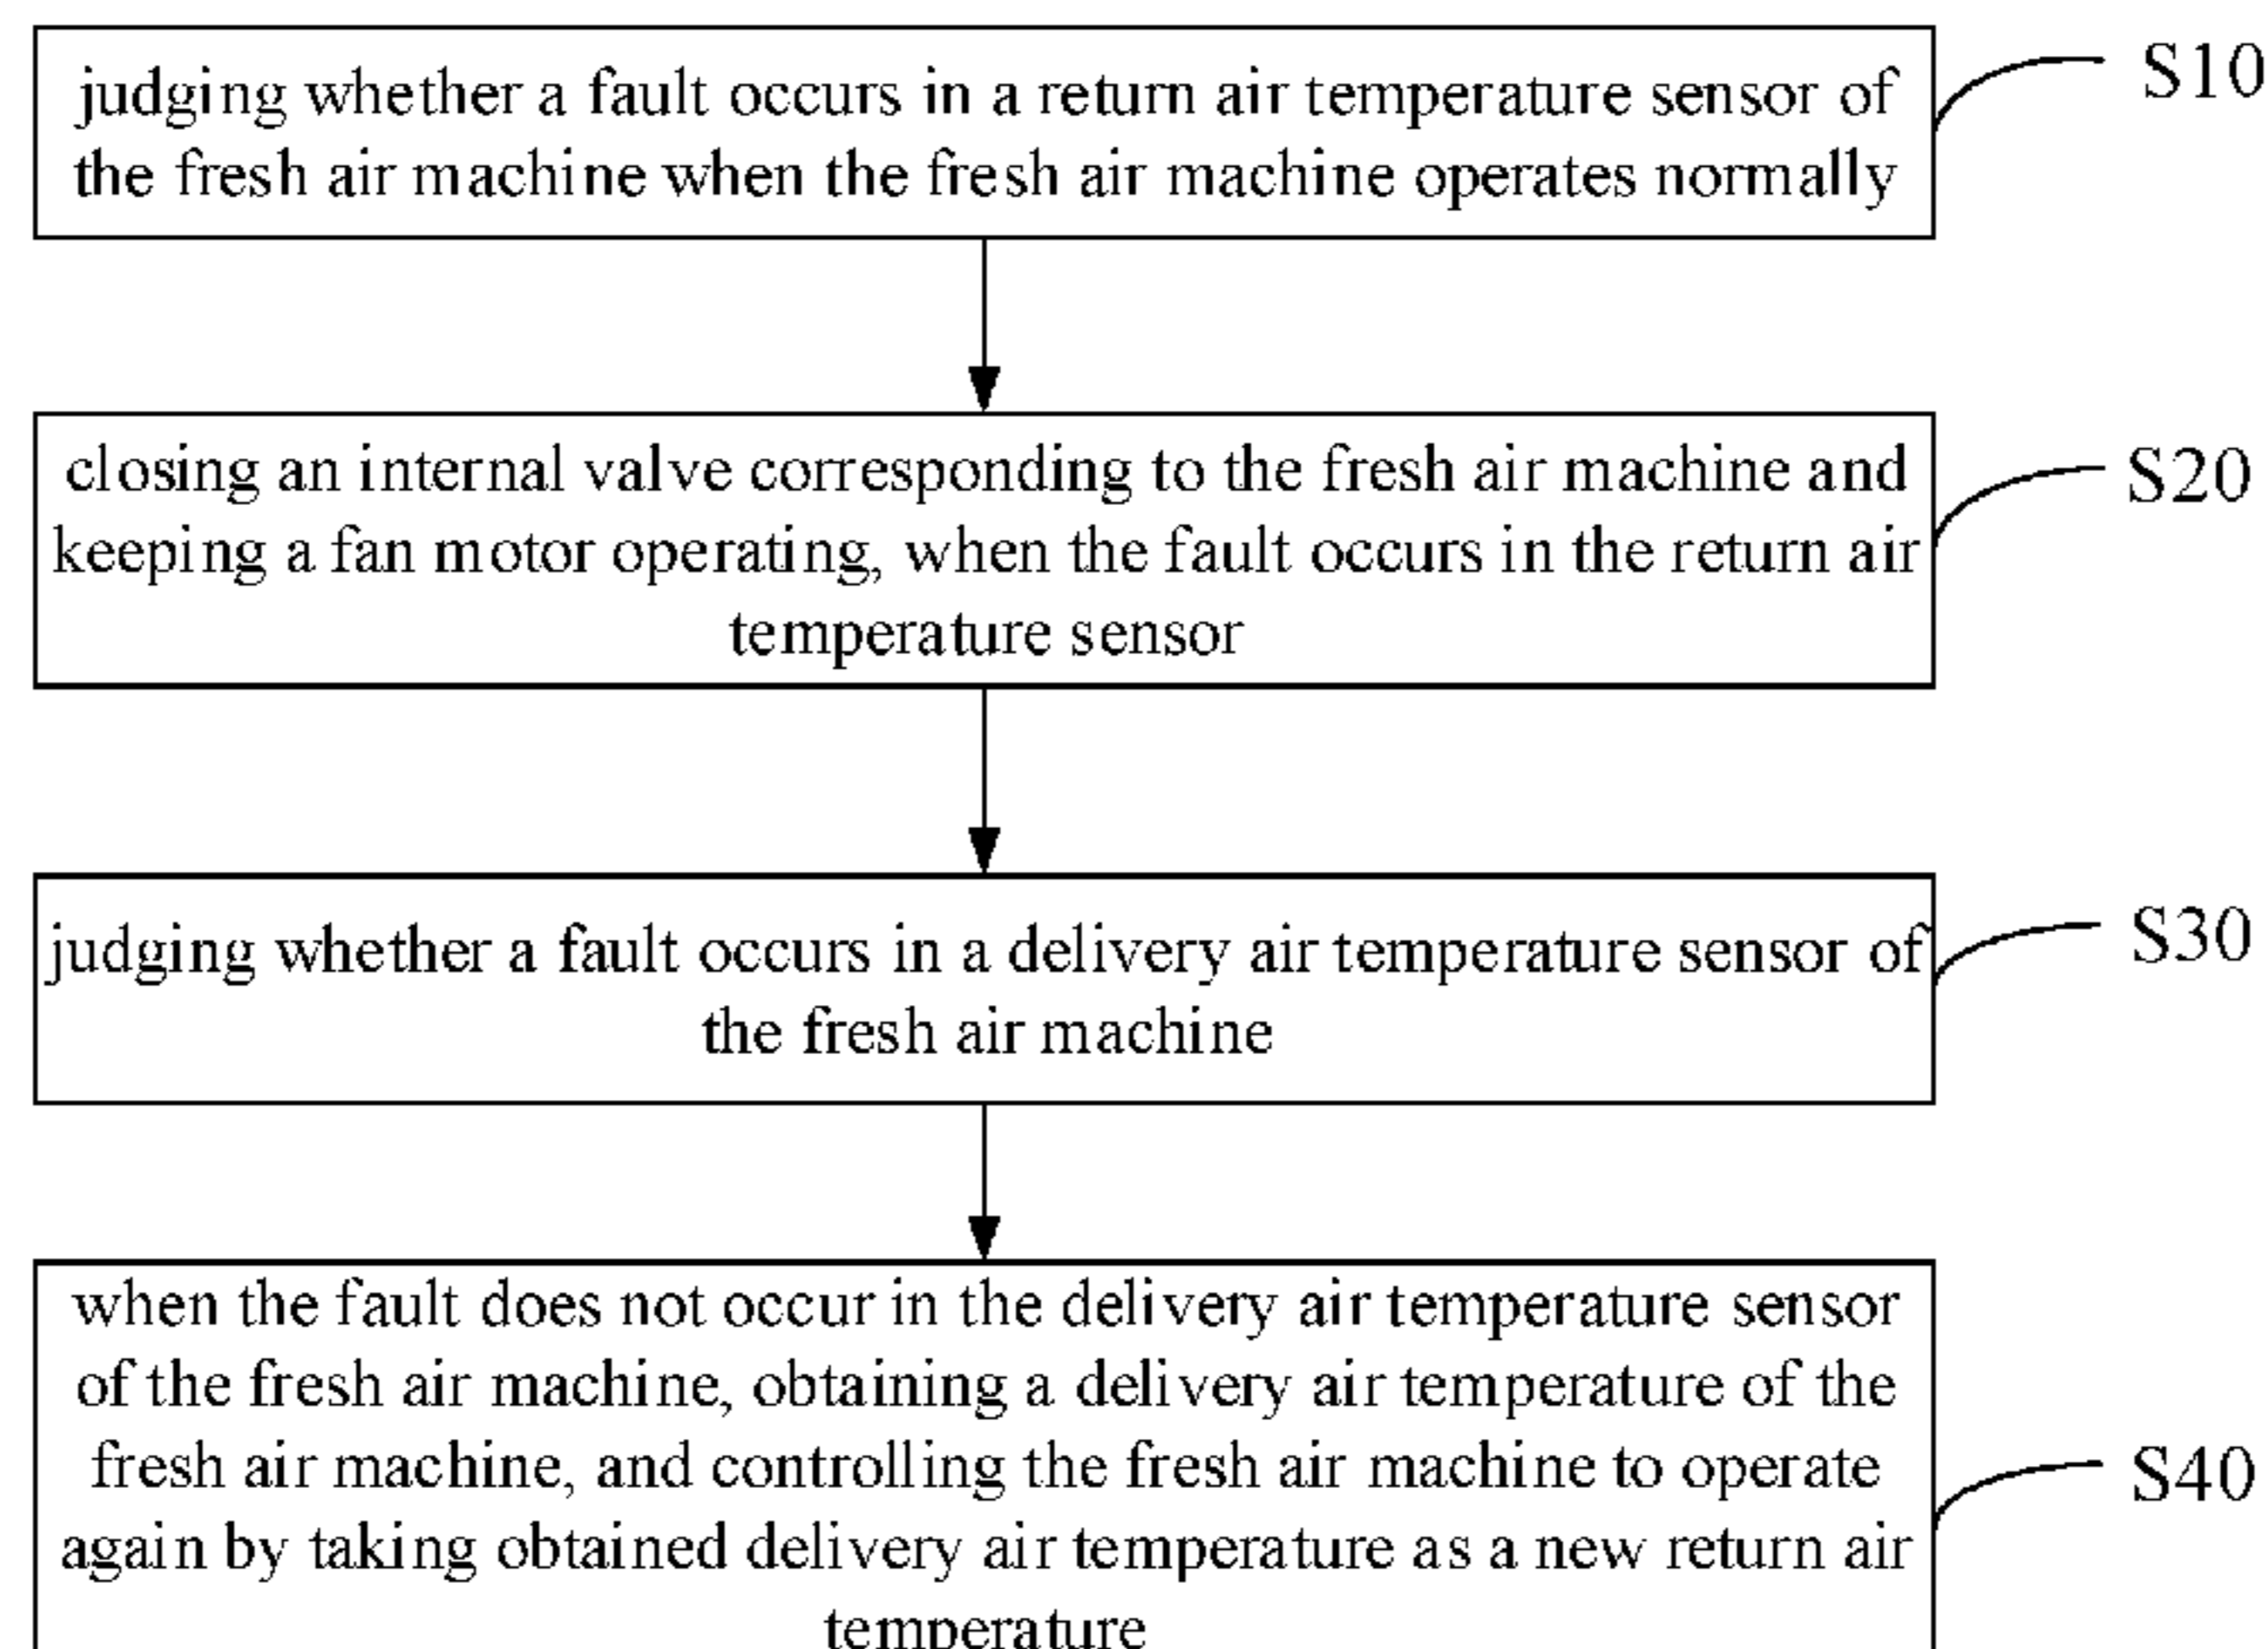 judging whether a fault occurs in a return air temperature sensor of
the fresh air machine when the fresh air machine operates normally
S10
closing an internal valve corresponding to the fresh air machine and
keeping a fan motor operating, when the fault occurs in the return air
temperature sensor
S20
judging whether a fault occurs in a delivery air temperature sensor of
the fresh air machine
S30
when the fault does not occur in the delivery air temperature sensor
of the fresh air machine, obtaining a delivery air temperature of the
fresh air machine, and controlling the fresh air machine to operate
again by taking obtained delivery air temperature as a new return air
temperature
S40